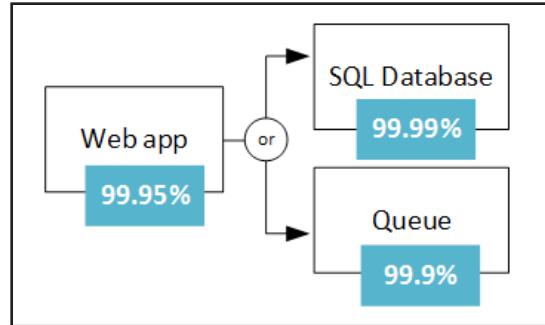 Web app
99.95%
or
SQL Database
99.99%
Queue
99.9%